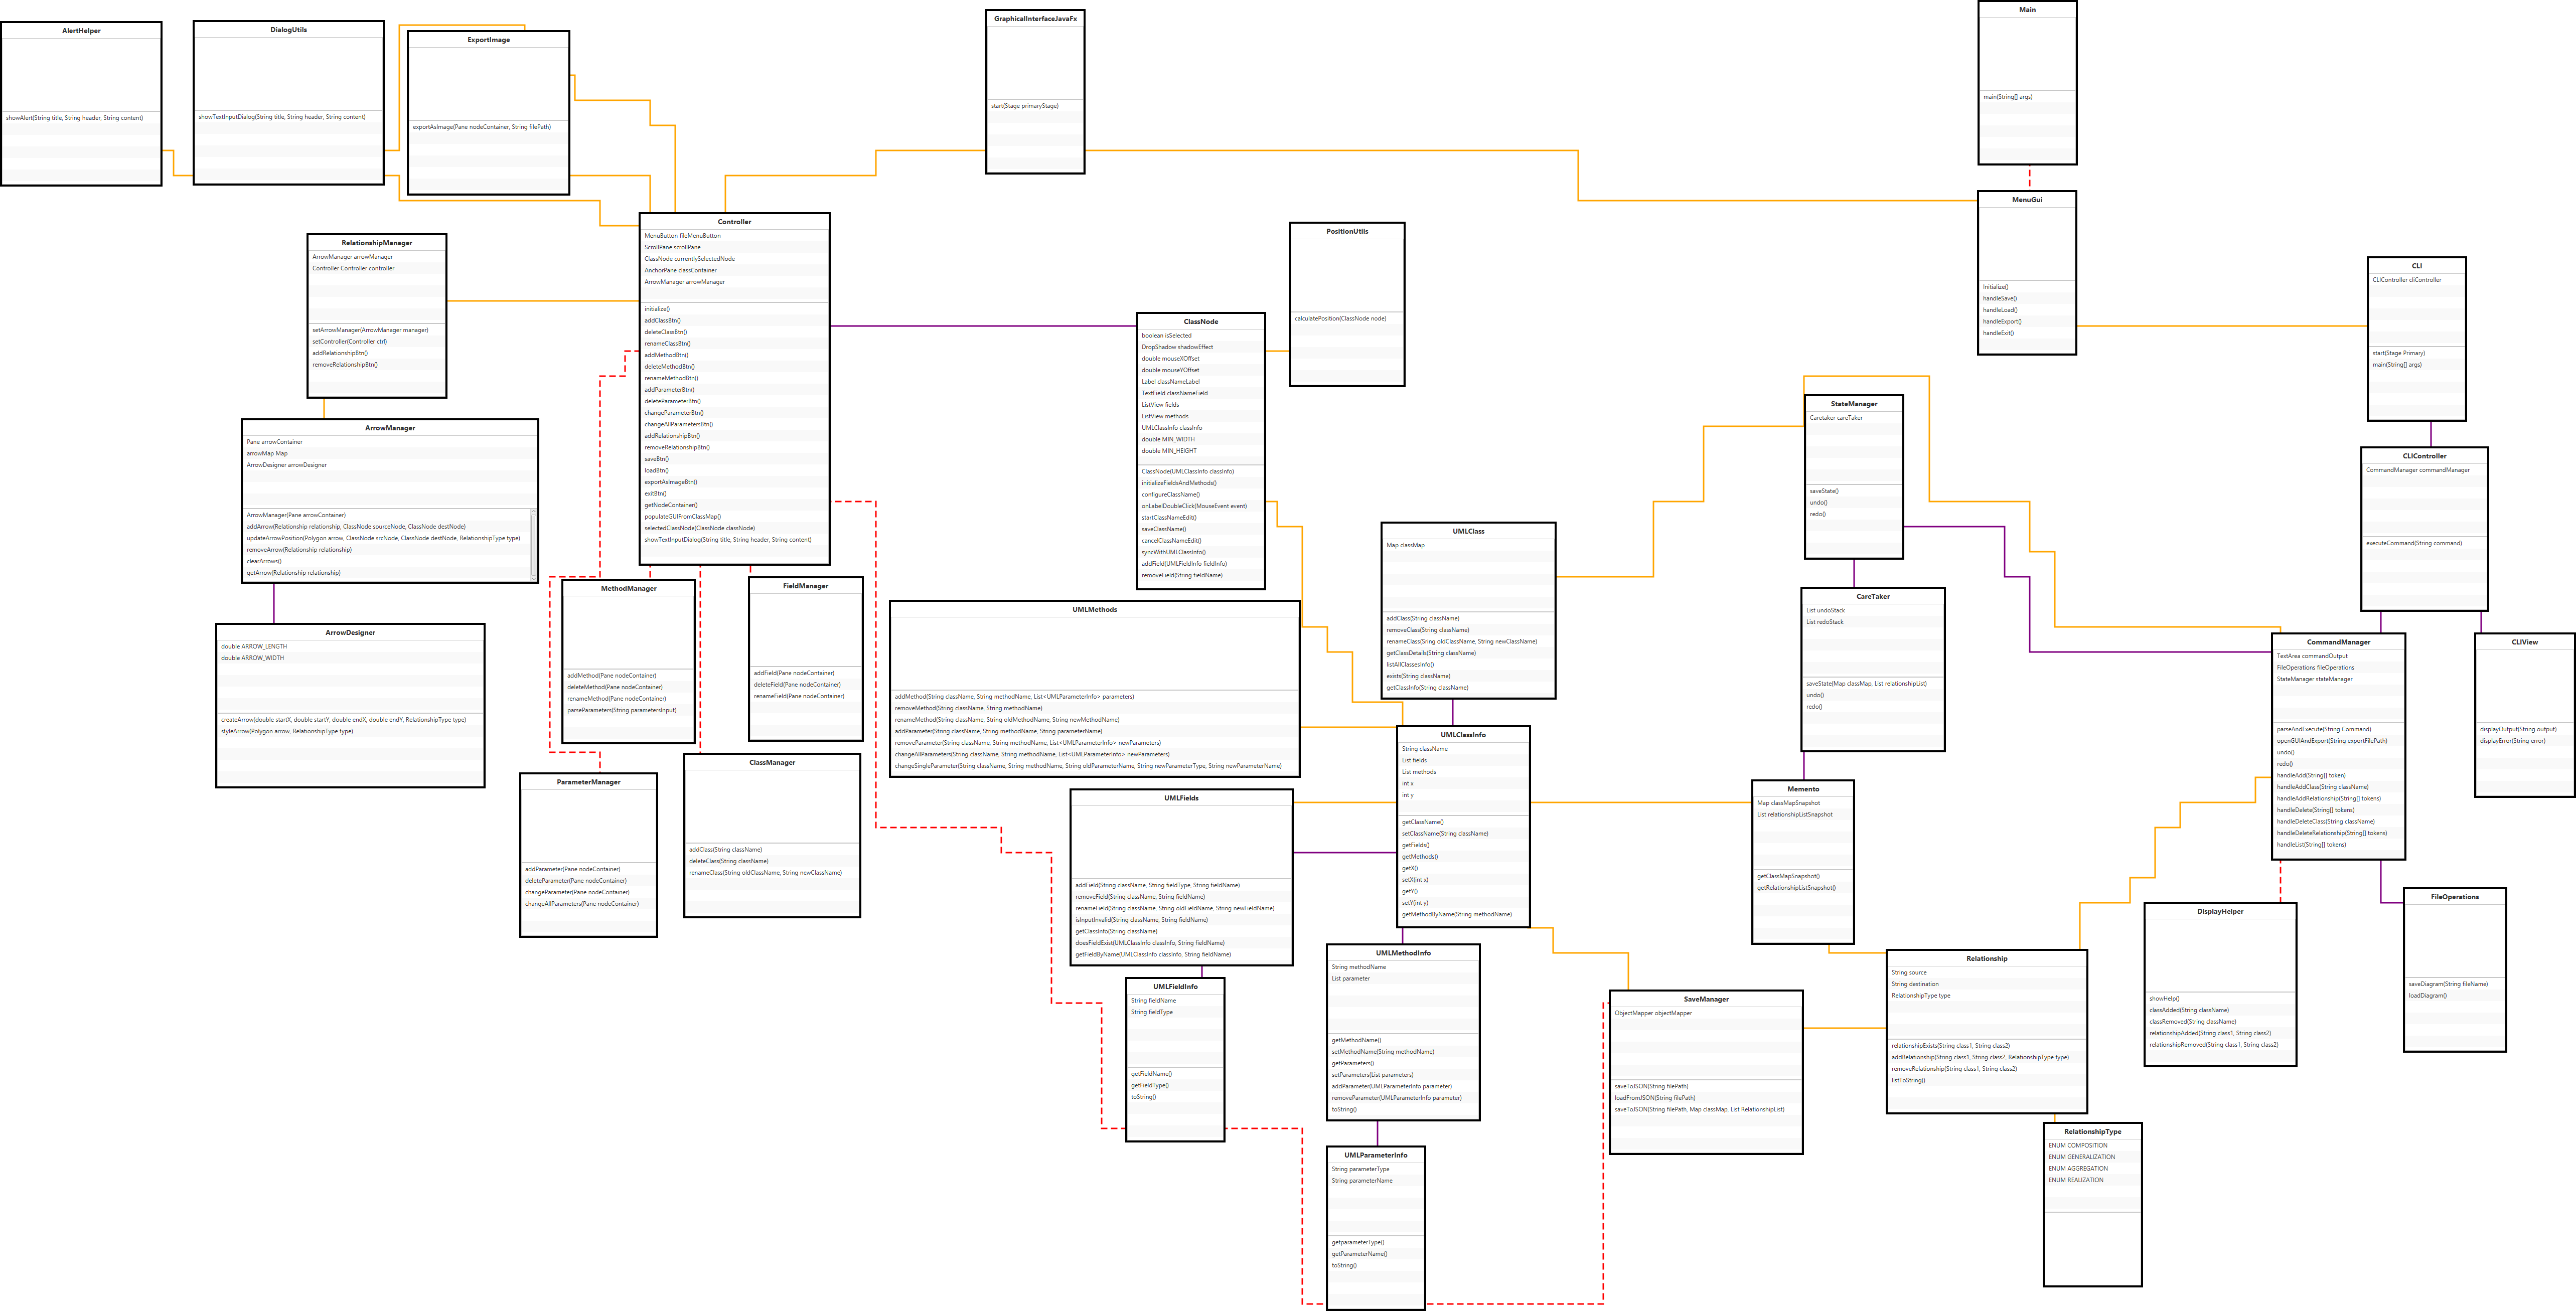 AlertHelper
showAlert(String title, String header, String content)
DialogUtils
showTextInputDialog(String title, String header, String content)
ExportImage
exportAsImage(Pane nodeContainer, String filePath)
GraphicalInterfaceJavaFx
start(Stage primaryStage)
Main
main(String[] args)
MenuGui
Initialize()
handleSave()
handleLoad()
handleExport()
handleExit()
RelationshipManager
ArrowManager arrowManager
Controller Controller controller
setArrowManager(ArrowManager manager)
setController(Controller ctrl)
addRelationshipBtn()
removeRelationshipBtn()
Controller
MenuButton fileMenuButton
ScrollPane scrollPane
ClassNode currentlySelectedNode
AnchorPane classContainer
ArrowManager arrowManager
initialize()
addClassBtn()
deleteClassBtn()
renameClassBtn()
addMethodBtn()
deleteMethodBtn()
renameMethodBtn()
addParameterBtn()
deleteParameterBtn()
changeParameterBtn()
changeAllParametersBtn()
addRelationshipBtn()
removeRelationshipBtn()
saveBtn()
loadBtn()
exportAsImageBtn()
exitBtn()
getNodeContainer()
populateGUIFromClassMap()
selectedClassNode(ClassNode classNode)
showTextInputDialog(String title, String header, String content)
PositionUtils
calculatePosition(ClassNode node)
CLI
CLIController cliController
start(Stage Primary)
main(String[] args)
ClassNode
boolean isSelected
DropShadow shadowEffect
double mouseXOffset
double mouseYOffset
Label classNameLabel
TextField classNameField
ListView fields
ListView methods
UMLClassInfo classInfo
double MIN_WIDTH
double MIN_HEIGHT
ClassNode(UMLClassInfo classInfo)
initializeFieldsAndMethods()
configureClassName()
onLabelDoubleClick(MouseEvent event)
startClassNameEdit()
saveClassName()
cancelClassNameEdit()
syncWithUMLClassInfo()
addField(UMLFieldInfo fieldInfo)
removeField(String fieldName)
ArrowManager
Pane arrowContainer
arrowMap Map
ArrowDesigner arrowDesigner
ArrowManager(Pane arrowContainer)
addArrow(Relationship relationship, ClassNode sourceNode, ClassNode destNode)
updateArrowPosition(Polygon arrow, ClassNode srcNode, ClassNode destNode, RelationshipType type)
removeArrow(Relationship relationship)
clearArrows()
getArrow(Relationship relationship)
StateManager
Caretaker careTaker
saveState()
undo()
redo()
CLIController
CommandManager commandManager
executeCommand(String command)
UMLClass
Map classMap
addClass(String className)
removeClass(String className)
renameClass(Sring oldClassName, String newClassName)
getClassDetails(String className)
listAllClassesInfo()
exists(String className)
getClassInfo(String className)
MethodManager
addMethod(Pane nodeContainer)
deleteMethod(Pane nodeContainer)
renameMethod(Pane nodeContainer)
parseParameters(String parametersInput)
FieldManager
addField(Pane nodeContainer)
deleteField(Pane nodeContainer)
renameField(Pane nodeContainer)
CareTaker
List undoStack
List redoStack
saveState(Map classMap, List relationshipList)
undo()
redo()
UMLMethods
addMethod(String className, String methodName, List<UMLParameterInfo> parameters)
removeMethod(String className, String methodName)
renameMethod(String className, String oldMethodName, String newMethodName)
addParameter(String className, String methodName, String parameterName)
removeParameter(String className, String methodName, List<UMLParameterInfo> newParameters)
changeAllParameters(String className, String methodName, List<UMLParameterInfo> newParameters)
changeSingleParameter(String className, String methodName, String oldParameterName, String newParameterType, String newParameterName)
ArrowDesigner
double ARROW_LENGTH
double ARROW_WIDTH
createArrow(double startX, double startY, double endX, double endY, RelationshipType type)
styleArrow(Polygon arrow, RelationshipType type)
CommandManager
TextArea commandOutput
FileOperations fileOperations
StateManager stateManager
parseAndExecute(String Command)
openGUIAndExport(String exportFilePath)
undo()
redo()
handleAdd(String[] token)
handleAddClass(String className)
handleAddRelationship(String[] tokens)
handleDelete(String[] tokens)
handleDeleteClass(String className)
handleDeleteRelationship(String[] tokens)
handleList(String[] tokens)
CLIView
displayOutput(String output)
displayError(String error)
UMLClassInfo
String className
List fields
List methods
int x
int y
getClassName()
setClassName(String className)
getFields()
getMethods()
getX()
setX(int x)
getY()
setY(int y)
getMethodByName(String methodName)
ClassManager
addClass(String className)
deleteClass(String className)
renameClass(String oldClassName, String newClassName)
ParameterManager
addParameter(Pane nodeContainer)
deleteParameter(Pane nodeContainer)
changeParameter(Pane nodeContainer)
changeAllParameters(Pane nodeContainer)
Memento
Map classMapSnapshot
List relationshipListSnapshot
getClassMapSnapshot()
getRelationshipListSnapshot()
UMLFields
addField(String className, String fieldType, String fieldName)
removeField(String className, String fieldName)
renameField(String className, String oldFieldName, String newFieldName)
isInputInvalid(String className, String fieldName)
getClassInfo(String className)
doesFieldExist(UMLClassInfo classInfo, String fieldName)
getFieldByName(UMLClassInfo classInfo, String fieldName)
FileOperations
saveDiagram(String fileName)
loadDiagram()
DisplayHelper
showHelp()
classAdded(String className)
classRemoved(String className)
relationshipAdded(String class1, String class2)
relationshipRemoved(String class1, String class2)
UMLMethodInfo
String methodName
List parameter
getMethodName()
setMethodName(String methodName)
getParameters()
setParameters(List parameters)
addParameter(UMLParameterInfo parameter)
removeParameter(UMLParameterInfo parameter)
toString()
Relationship
String source
String destination
RelationshipType type
relationshipExists(String class1, String class2)
addRelationship(String class1, String class2, RelationshipType type)
removeRelationship(String class1, String class2)
listToString()
UMLFieldInfo
String fieldName
String fieldType
getFieldName()
getFieldType()
toString()
SaveManager
ObjectMapper objectMapper
saveToJSON(String filePath)
loadFromJSON(String filePath)
saveToJSON(String filePath, Map classMap, List RelationshipList)
RelationshipType
ENUM COMPOSITION
ENUM GENERALIZATION
ENUM AGGREGATION
ENUM REALIZATION
UMLParameterInfo
String parameterType
String parameterName
getparameterType()
getParameterName()
toString()